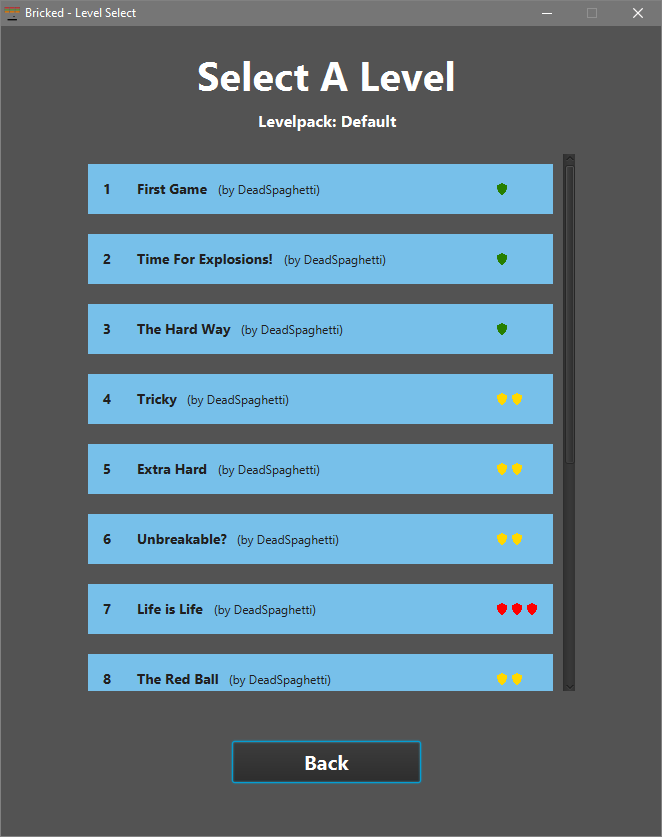 Bricked - Level Select
Select A Level
Levelpack: Default
1 First Game (by DeadSpaghetti)
2 Time For Explosions! (by DeadSpaghetti)
3 The Hard Way (by DeadSpaghetti)
4 Tricky (by DeadSpaghetti)
5 Extra Hard (by DeadSpaghetti)
6 Unbreakable? (by DeadSpaghetti)
7 Life is Life (by DeadSpaghetti)
8 The Red Ball (by DeadSpaghetti)
Back